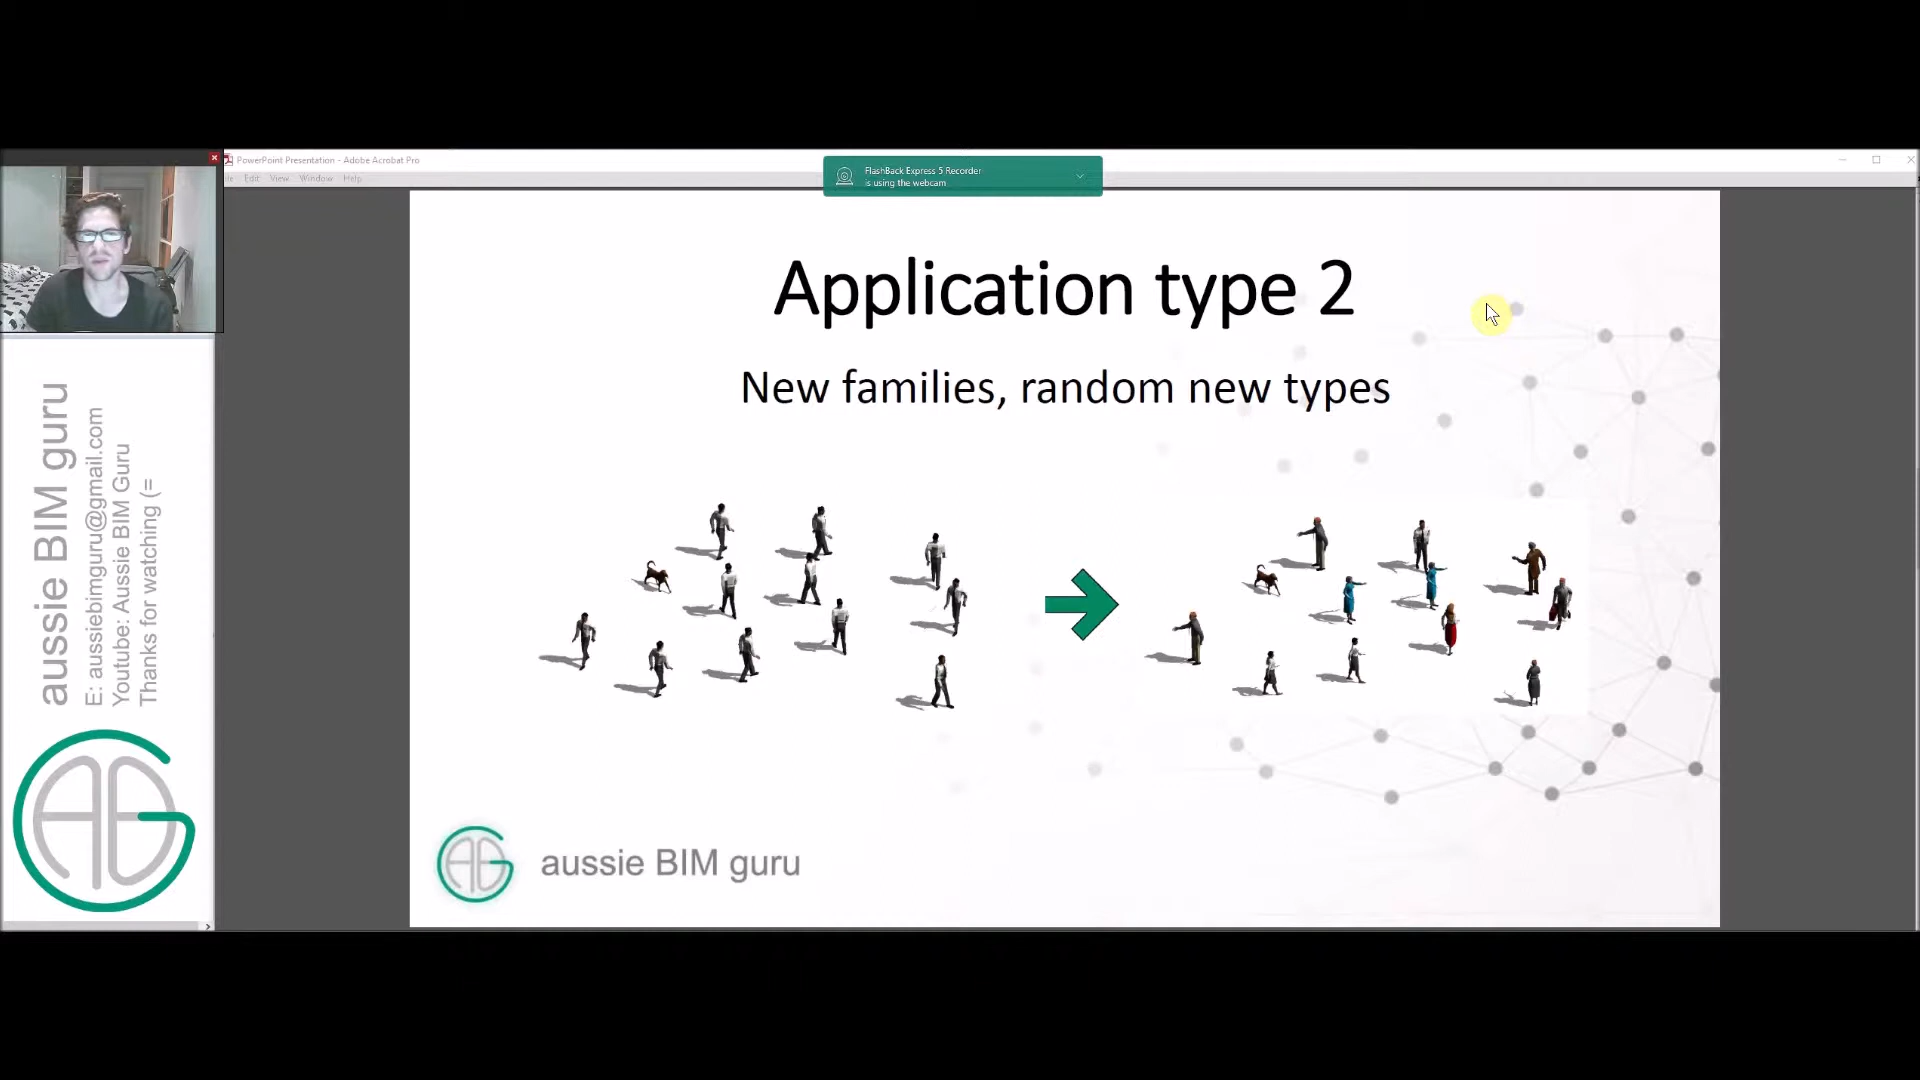 PowerPoint Presentation - Adobe Acrobat Pro
Edit View Window Help
FlashBack Express 5 Recorder
is using the webcam
Application type 2
New families, random new types
aussie BIM guru
aussie BIM guru
E: aussiebimguru@gmail.com
Youtube: Aussie BIM Guru
Thanks for watching (=